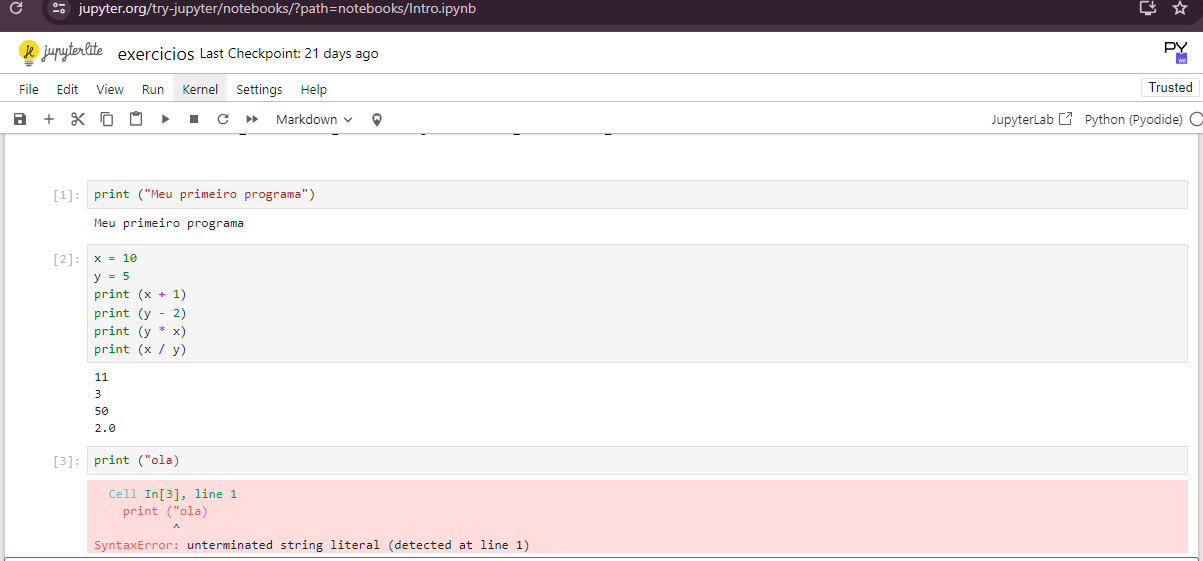 jupyter.org/try-jupyter/notebooks/?path=notebooks/Intro.ipynb
jupyterlite exercicios Last Checkpoint: 21 days ago PY
WA
File Edit View Run Kernel Settings Help Trusted
Markdown JupyterLab Python (Pyodide)
[1]: print ("Meu primeiro programa")
Meu primeiro programa
[2]: x = 10
y = 5
print (x + 1)
print (y - 2)
print (y * x)
print (x / y)
11
3
50
2.0
[3]: print ("ola)
Cell In[3], line 1
print ("ola)
^
SyntaxError: unterminated string literal (detected at line 1)